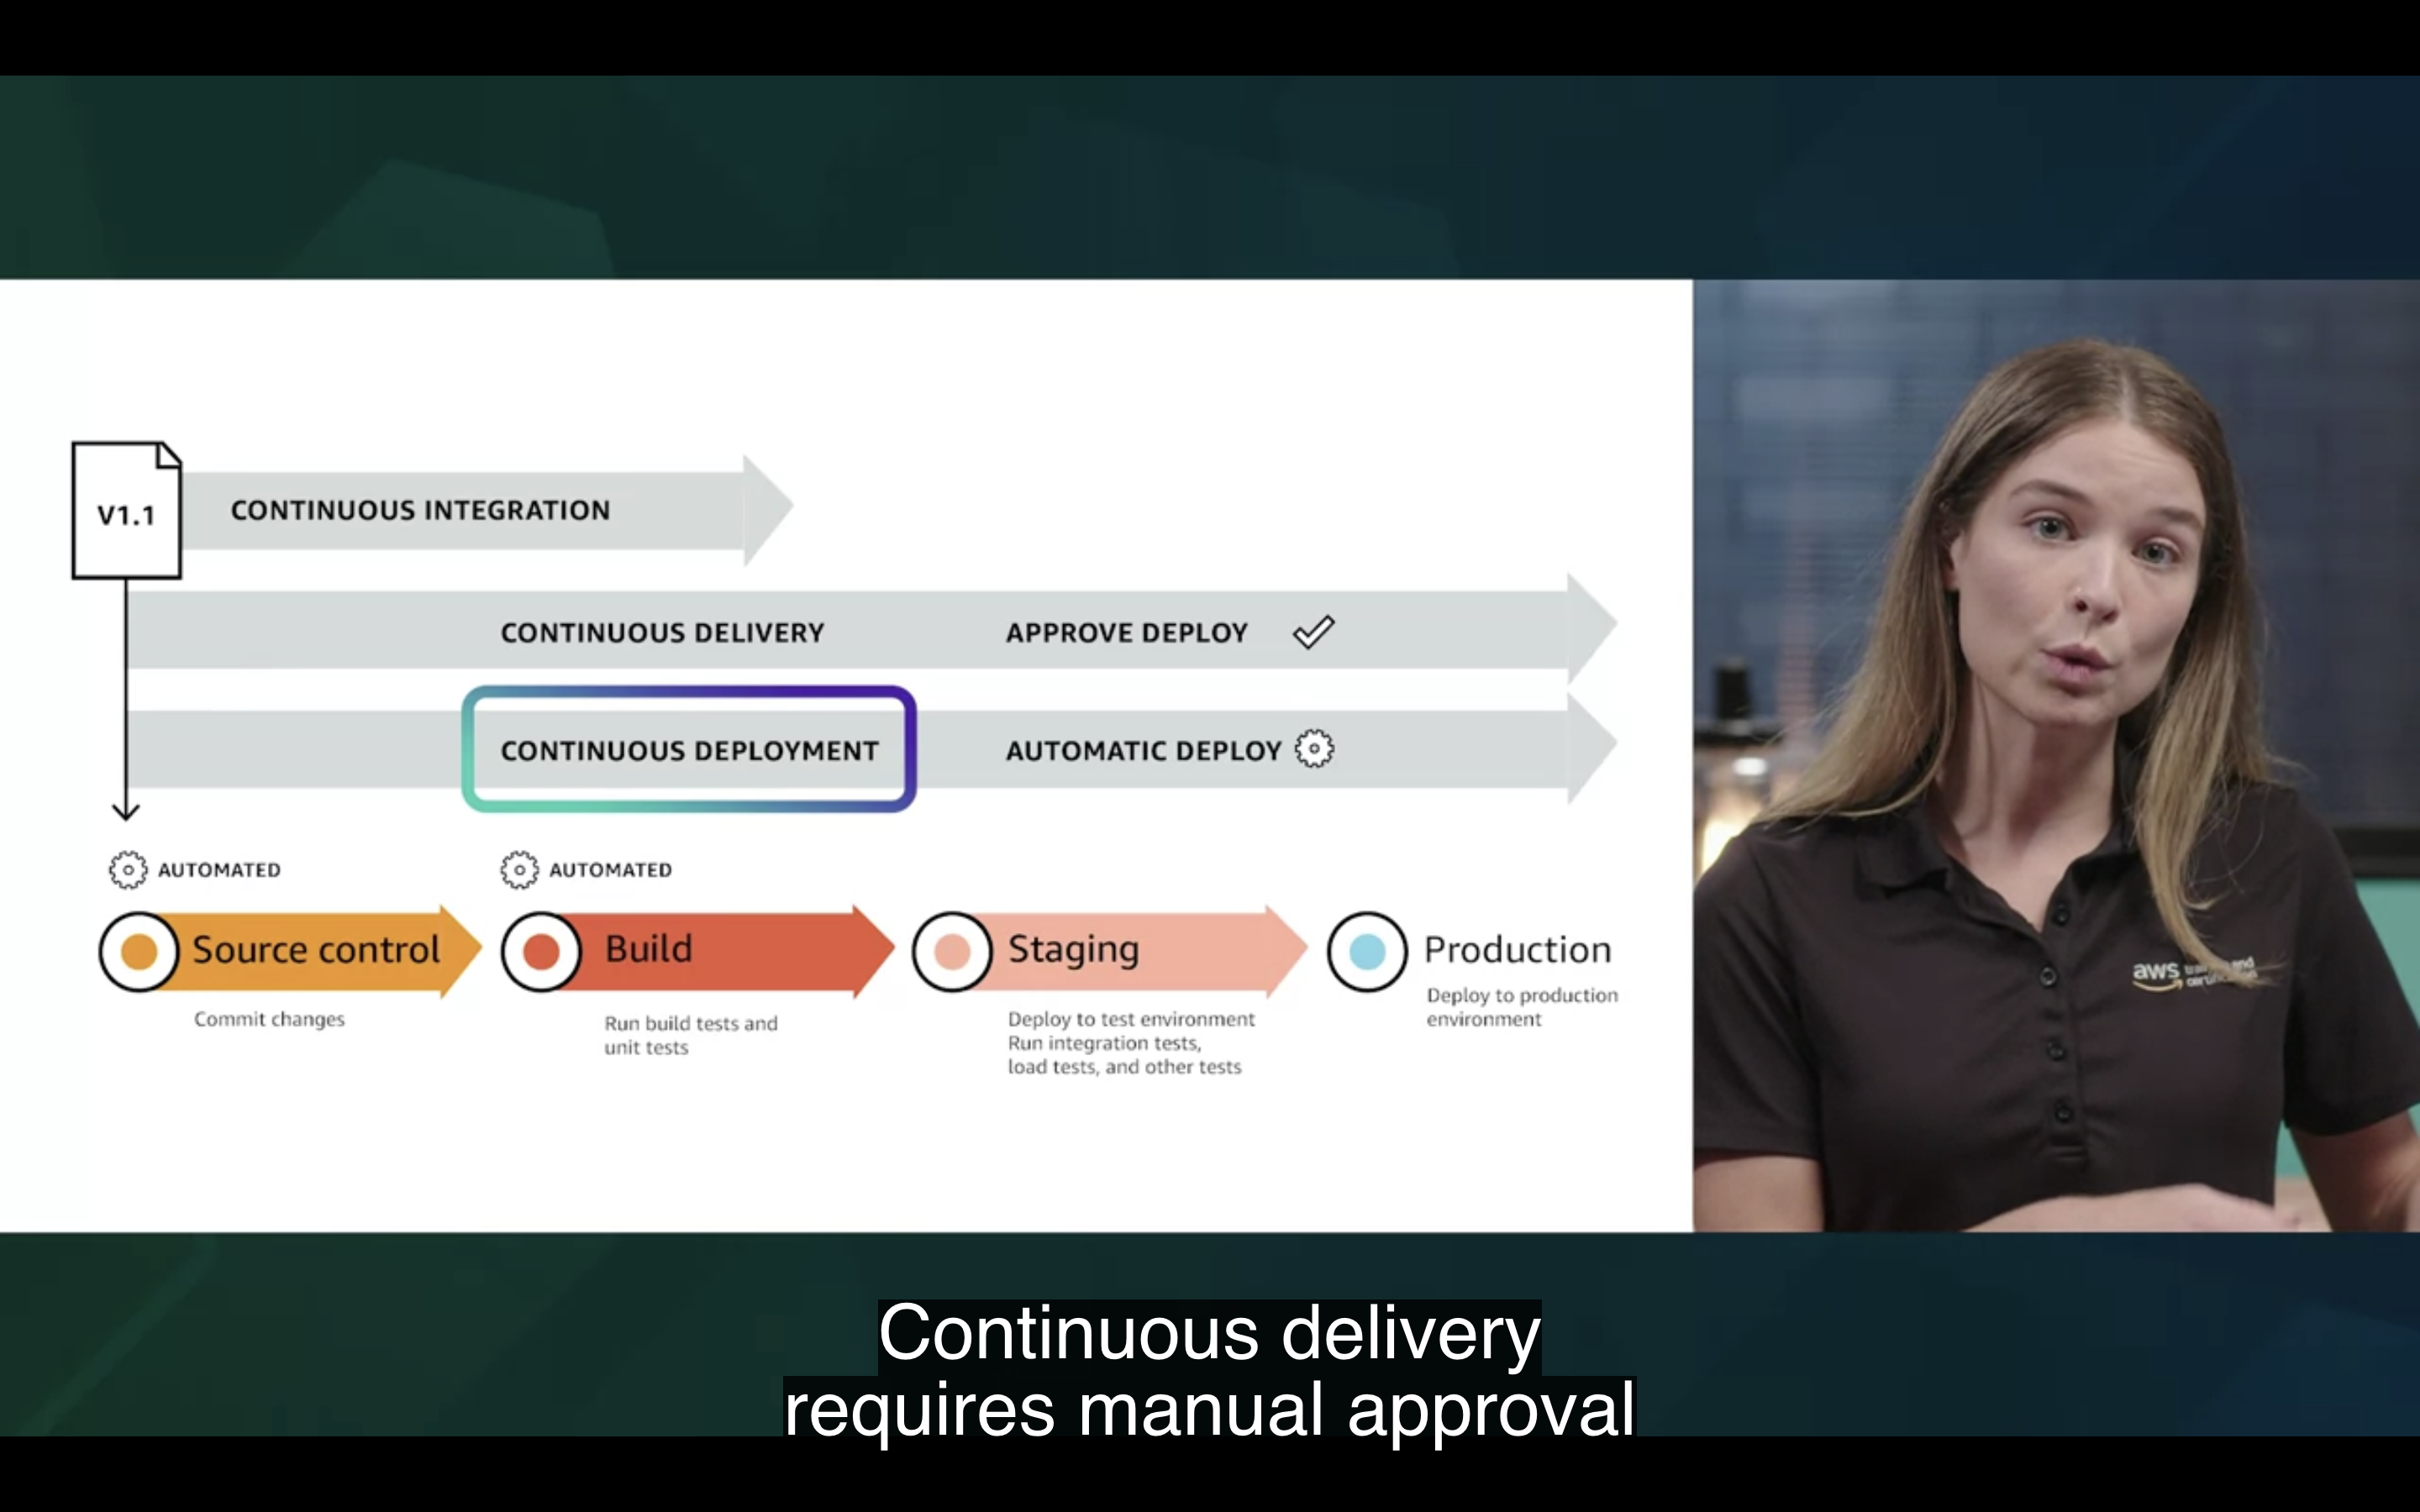 V1.1
CONTINUOUS INTEGRATION
CONTINUOUS DELIVERY
APPROVE DEPLOY
CONTINUOUS DEPLOYMENT
AUTOMATIC DEPLOY
AUTOMATED
AUTOMATED
Source control
Commit changes
Build
Run build tests and
unit tests
Staging
Deploy to test environment
Run integration tests,
load tests, and other tests
Production
Deploy to production
environment
aws
Continuous delivery
requires manual approval